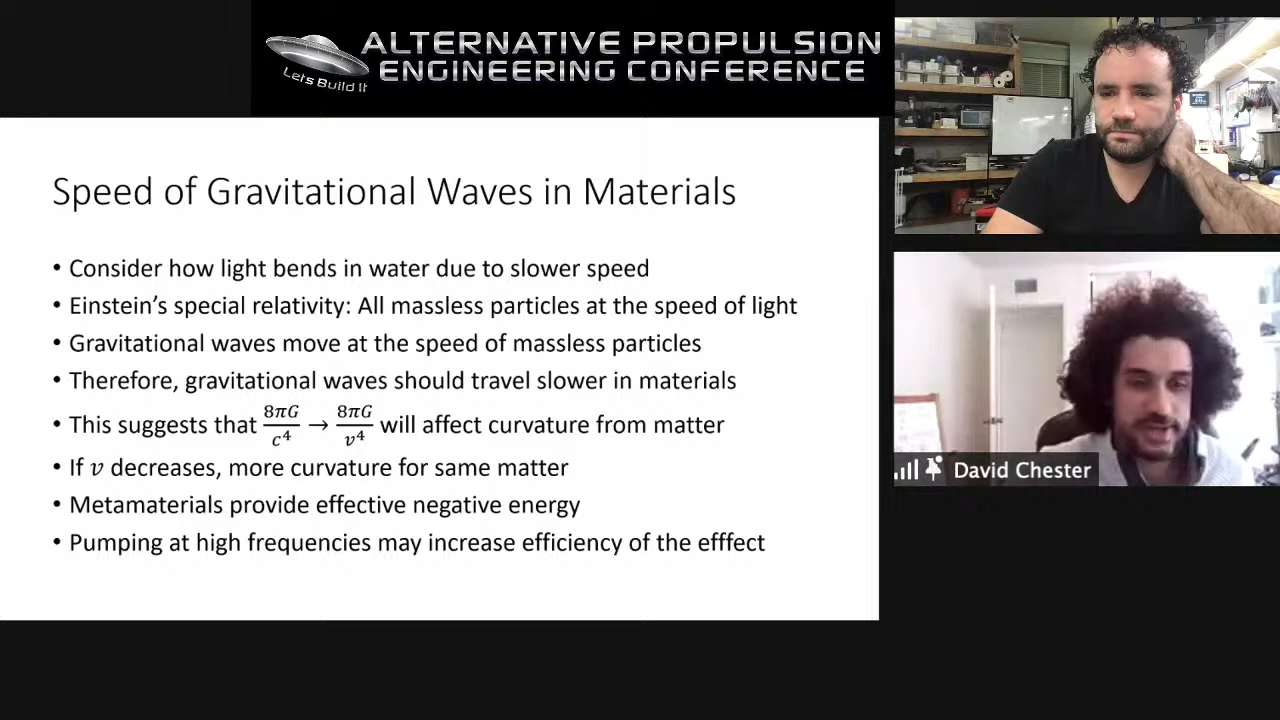 ALTERNATIVE PROPULSION
ENGINEERING CONFERENCE
Lets Build It
Speed of Gravitational Waves in Materials
• Consider how light bends in water due to slower speed
• Einstein’s special relativity: All massless particles at the speed of light
• Gravitational waves move at the speed of massless particles
• Therefore, gravitational waves should travel slower in materials
• This suggests that 8πG/c⁴ → 8πG/v⁴ will affect curvature from matter
• If v decreases, more curvature for same matter
• Metamaterials provide effective negative energy
• Pumping at high frequencies may increase efficiency of the efffect
David Chester